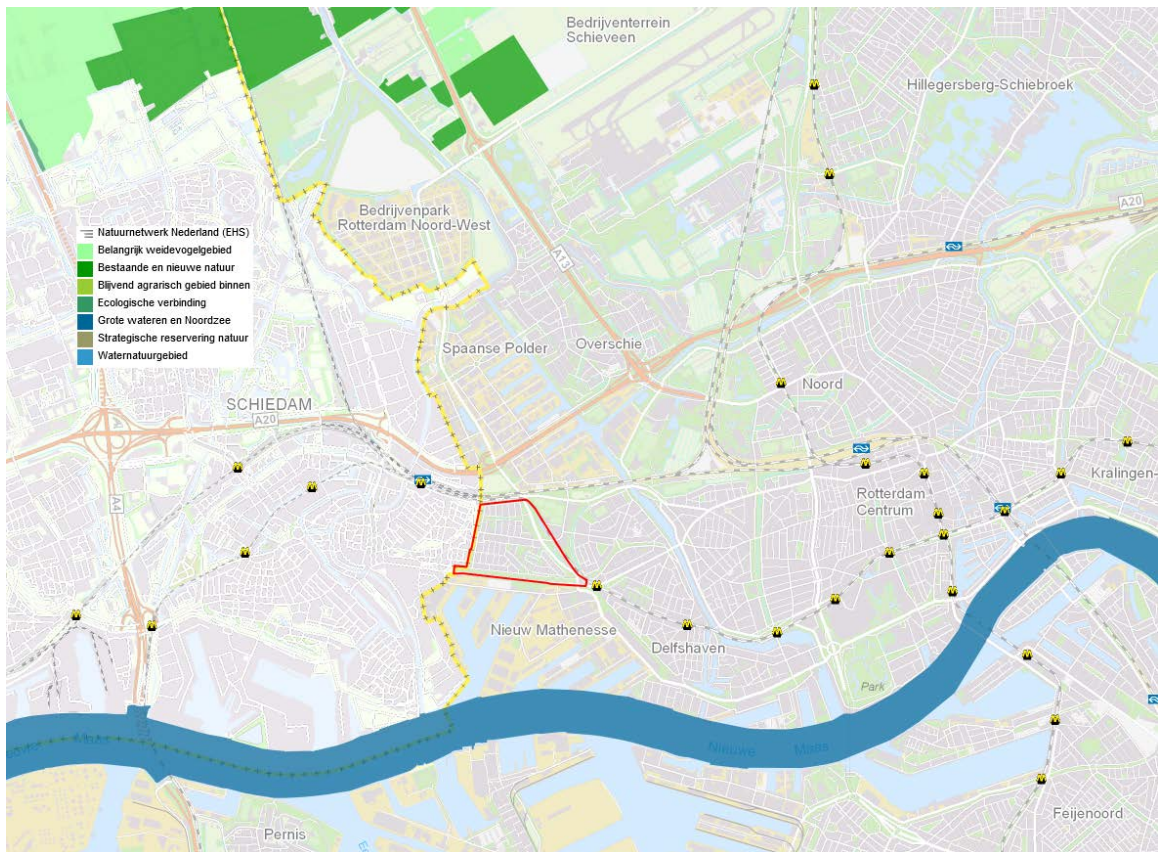 Bedrijventerrein
Schieveen
Hillegersberg-Schiebroek
Bedrijvenpark
Rotterdam Noord-West
A20
Natuurnetwerk Nederland (EHS)
Belangrijk weidevogelgebied
Bestaande en nieuwe natuur
Blijvend agrarisch gebied binnen
Ecologische verbinding
Grote wateren en Noordzee
Strategische reservering natuur
Waternatuurgebied
A13
Spaanse Polder
Overschie
Noord
SCHIEDAM
A20
A4
Kralingen-
Rotterdam
Centrum
Nieuw Mathenesse
Delfshaven
Park
Nieuwe Maas
Maas
Feijenoord
Pernis